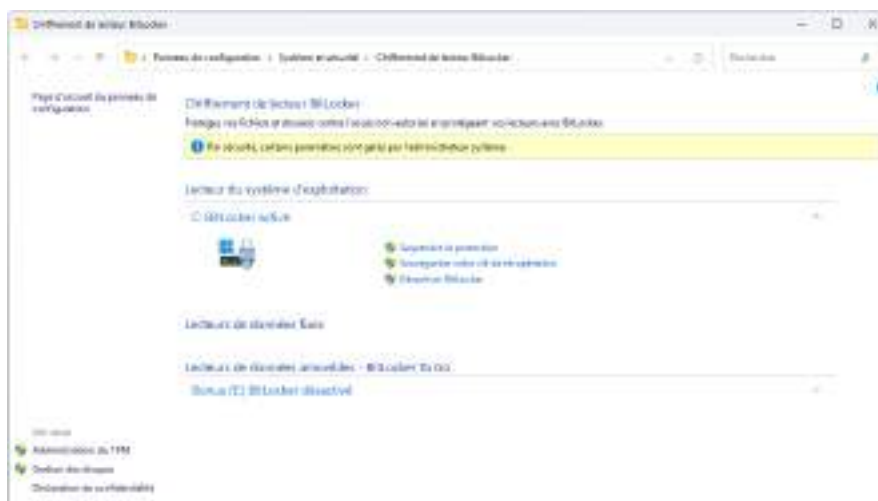 Chiffrement de lecteur BitLocker
Panneau de configuration › Système et sécurité › Chiffrement de lecteur BitLocker
Rechercher
Page d'accueil du panneau de
configuration
Chiffrement de lecteur BitLocker
Protégez vos fichiers et dossiers contre l'accès non autorisé en protégeant vos lecteurs avec BitLocker.
Par sécurité, certains paramètres sont gérés par l'administrateur système.
Lecteur du système d'exploitation
C: BitLocker activé
Suspendre la protection
Sauvegarder votre clé de récupération
Désactiver BitLocker
Lecteurs de données fixes
Lecteurs de données amovibles - BitLocker To Go
(E:) BitLocker désactivé
Voir aussi
Administration du TPM
Gestion des disques
Déclaration de confidentialité